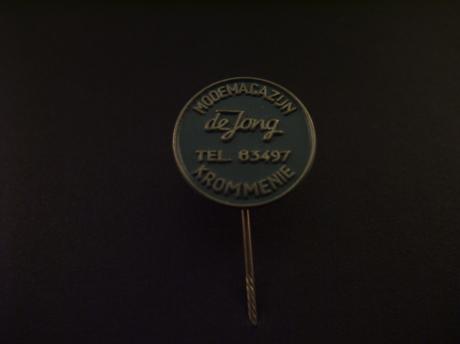 MODEMAGAZIJN
de Jong
TEL. 83497
KROMMENIE